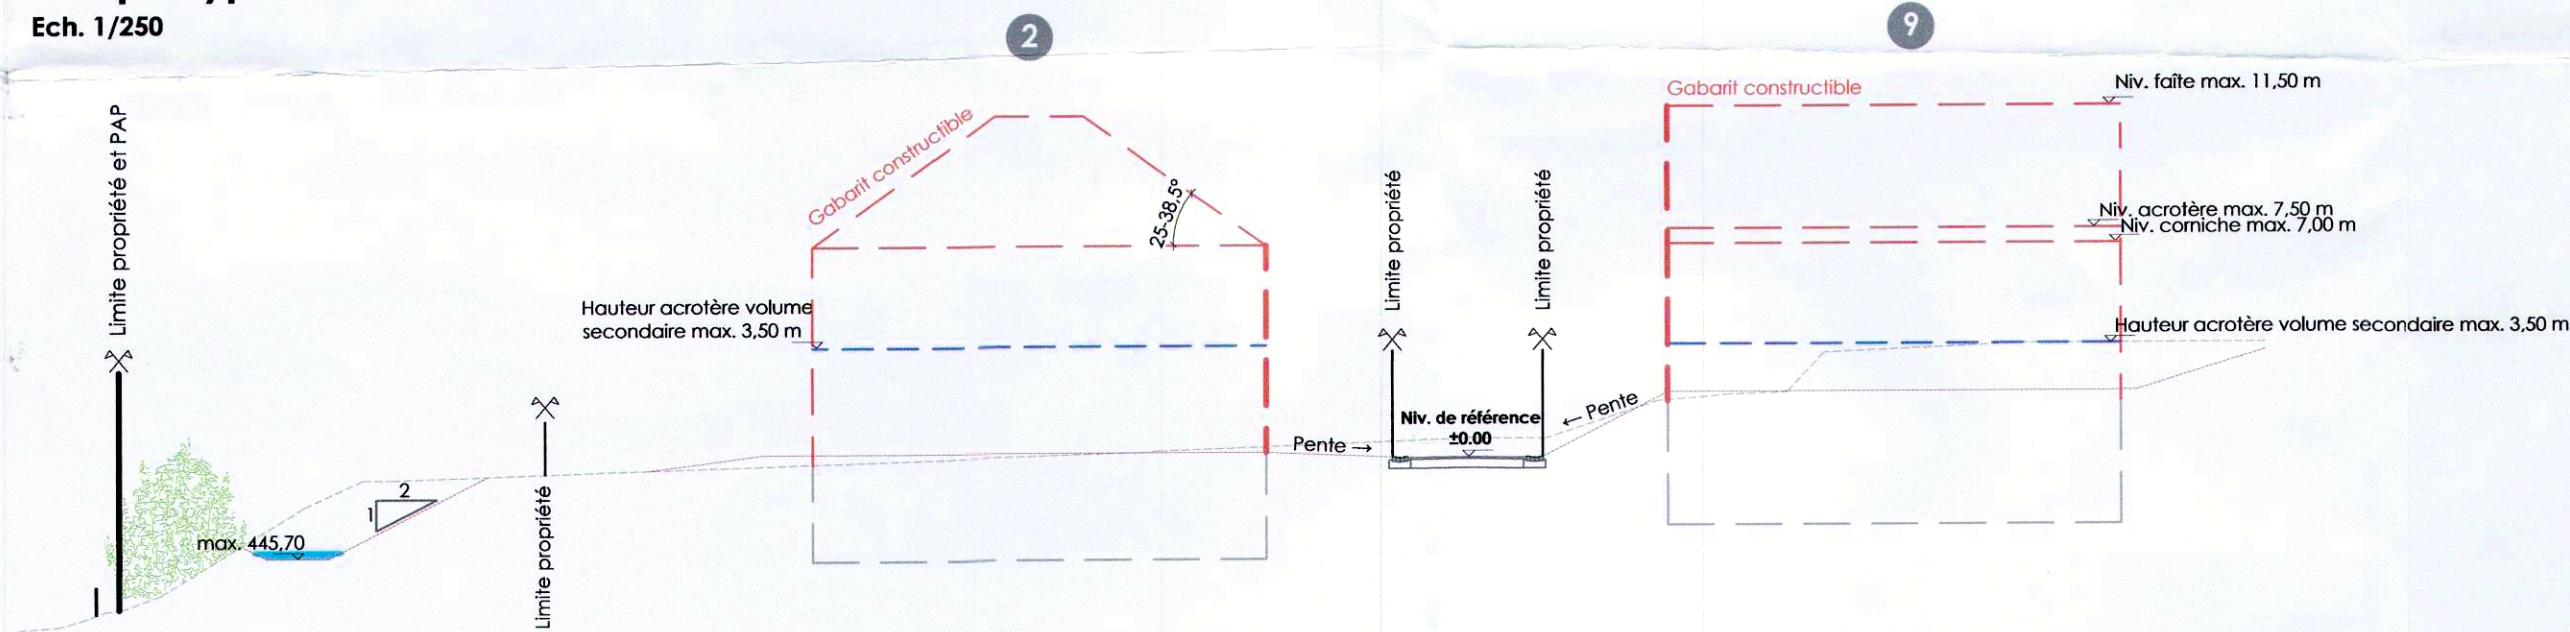 Ech. 1/250
2
9
Limite propriété et PAP
Gabarit constructible
25-38,5°
Hauteur acrotère volume
secondaire max. 3,50 m
Limite propriété
Limite propriété
Gabarit constructible
Niv. faîte max. 11,50 m
Niv. acrotère max. 7,50 m
Niv. corniche max. 7,00 m
Hauteur acrotère volume secondaire max. 3,50 m
Niv. de référence
±0.00
Pente →
← Pente
2
1
max. 445,70
Limite propriété